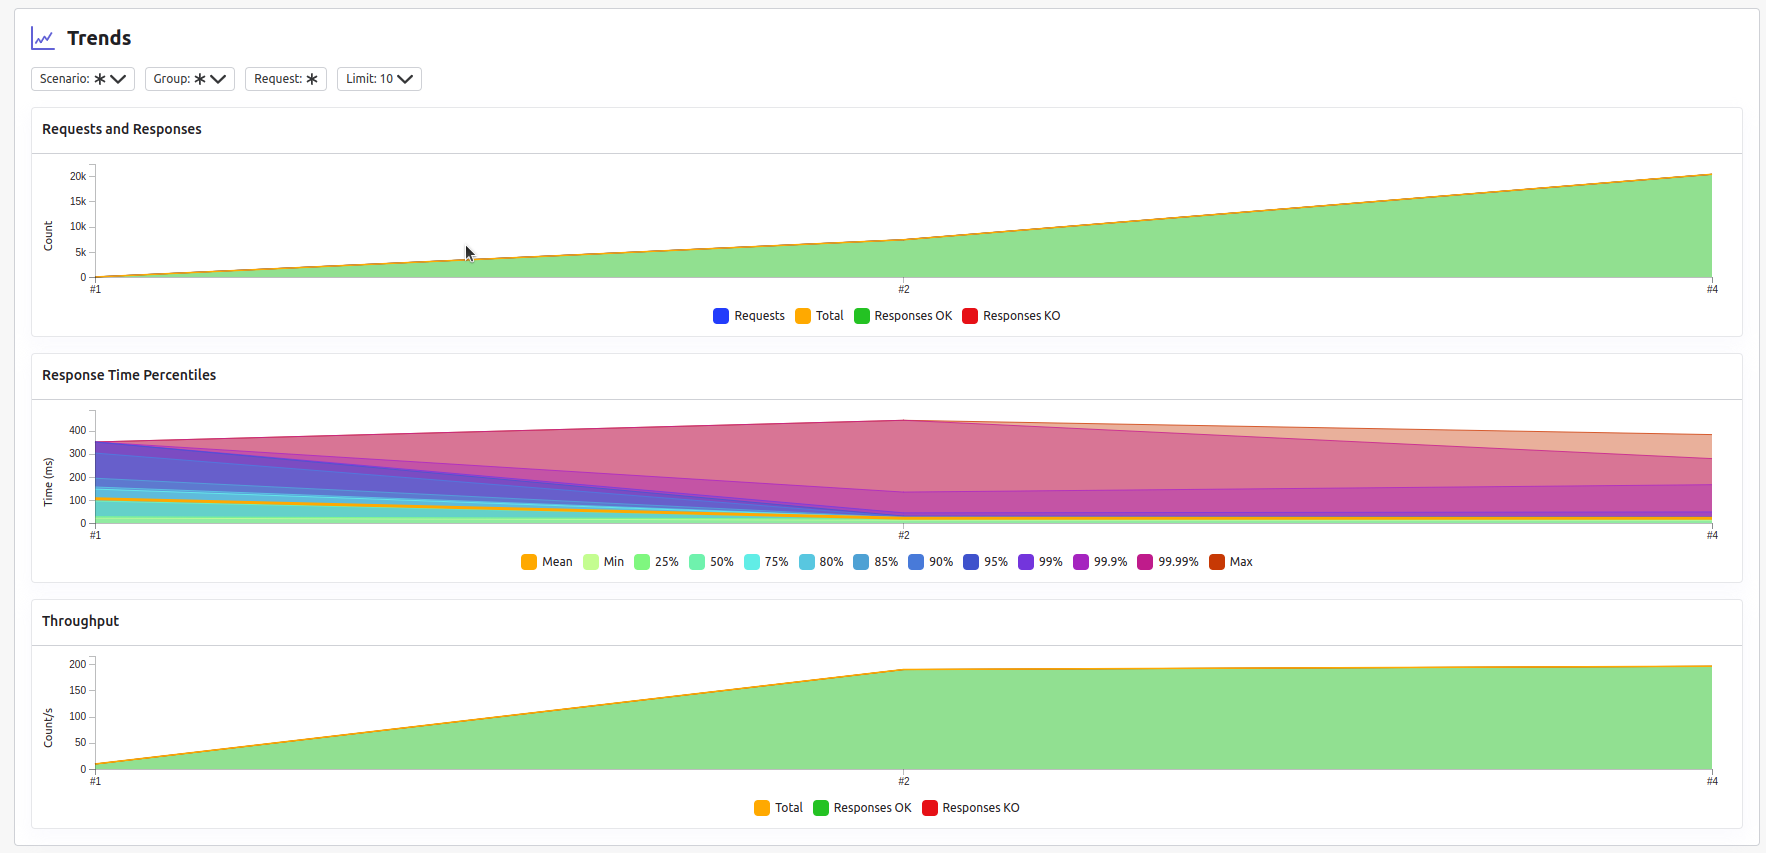 Trends
Scenario: * Group: * Request: * Limit: 10
Requests and Responses
Count
20k
15k
10k
5k
0
#1 #2 #4
Requests Total Responses OK Responses KO
Response Time Percentiles
Time (ms)
400
300
200
100
0
#1 #2 #4
Mean Min 25% 50% 75% 80% 85% 90% 95% 99% 99.9% 99.99% Max
Throughput
Count/s
200
150
100
50
0
#1 #2 #4
Total Responses OK Responses KO